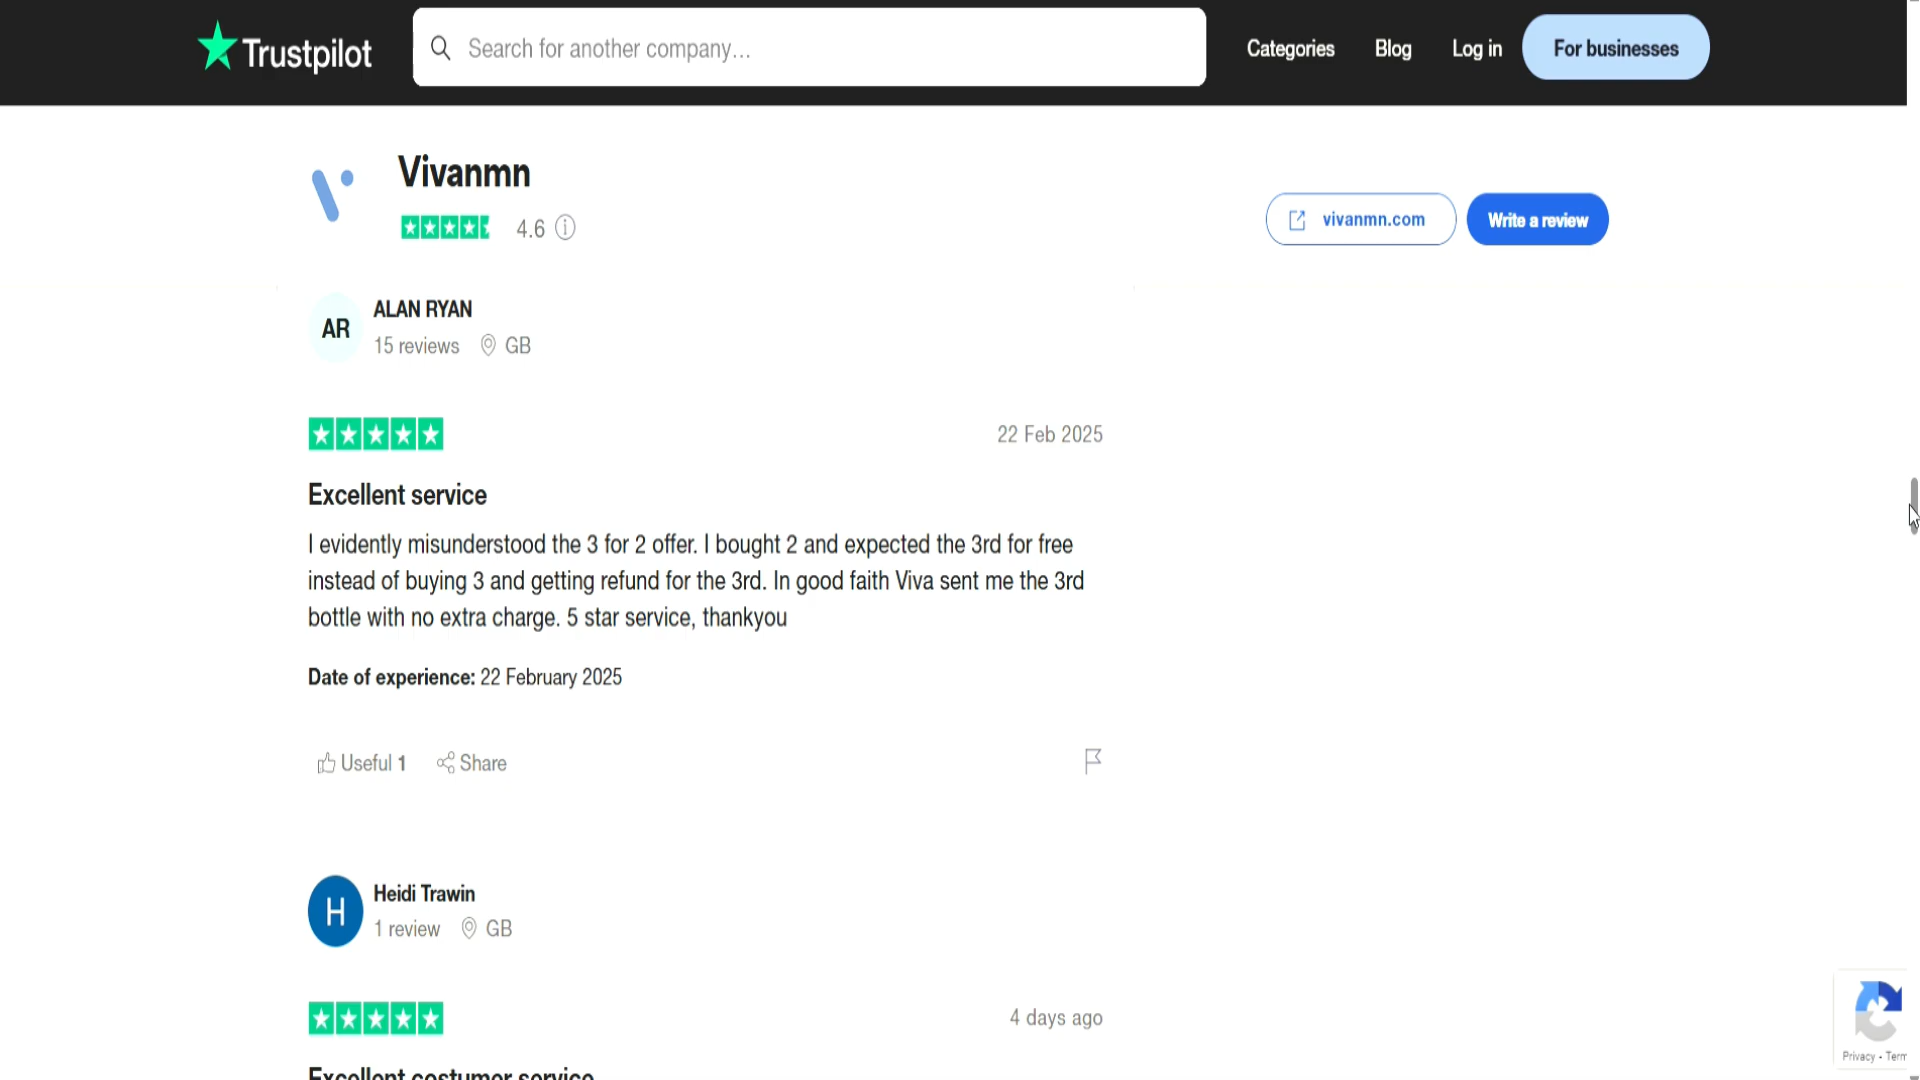 Trustpilot
Search for another company...
Categories
Blog
Log in
For businesses
Vivanmn
4.6
vivanmn.com
Write a review
AR
ALAN RYAN
15 reviews GB
22 Feb 2025
Excellent service
I evidently misunderstood the 3 for 2 offer. I bought 2 and expected the 3rd for free
instead of buying 3 and getting refund for the 3rd. In good faith Viva sent me the 3rd
bottle with no extra charge. 5 star service, thankyou
Date of experience: 22 February 2025
Useful 1 Share
H
Heidi Trawin
1 review GB
4 days ago
Excellent costumer service
Privacy - Term